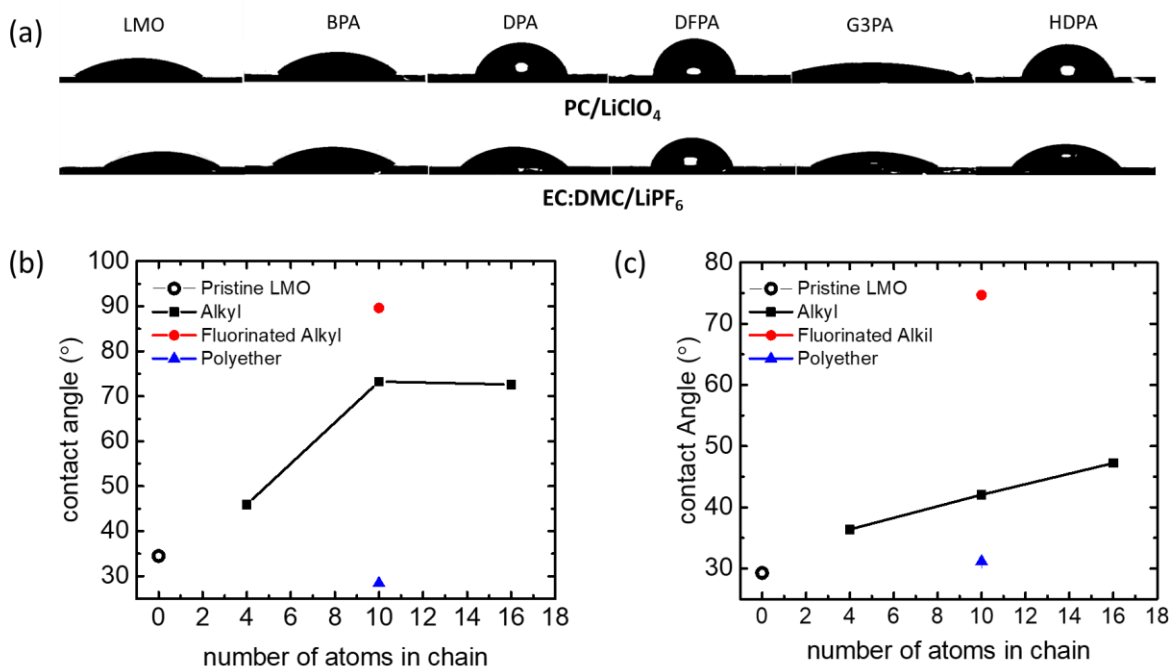 (a)
LMO BPA DPA DFPA G3PA HDPA
PC/LiClO₄
EC:DMC/LiPF₆
(b)
100
90
80
70
60
50
40
30
0 2 4 6 8 10 12 14 16 18
contact angle (°)
number of atoms in chain
Pristine LMO
Alkyl
Fluorinated Alkyl
Polyether
(c)
80
70
60
50
40
30
0 2 4 6 8 10 12 14 16 18
contact Angle (°)
number of atoms in chain
Pristine LMO
Alkyl
Fluorinated Alkil
Polyether